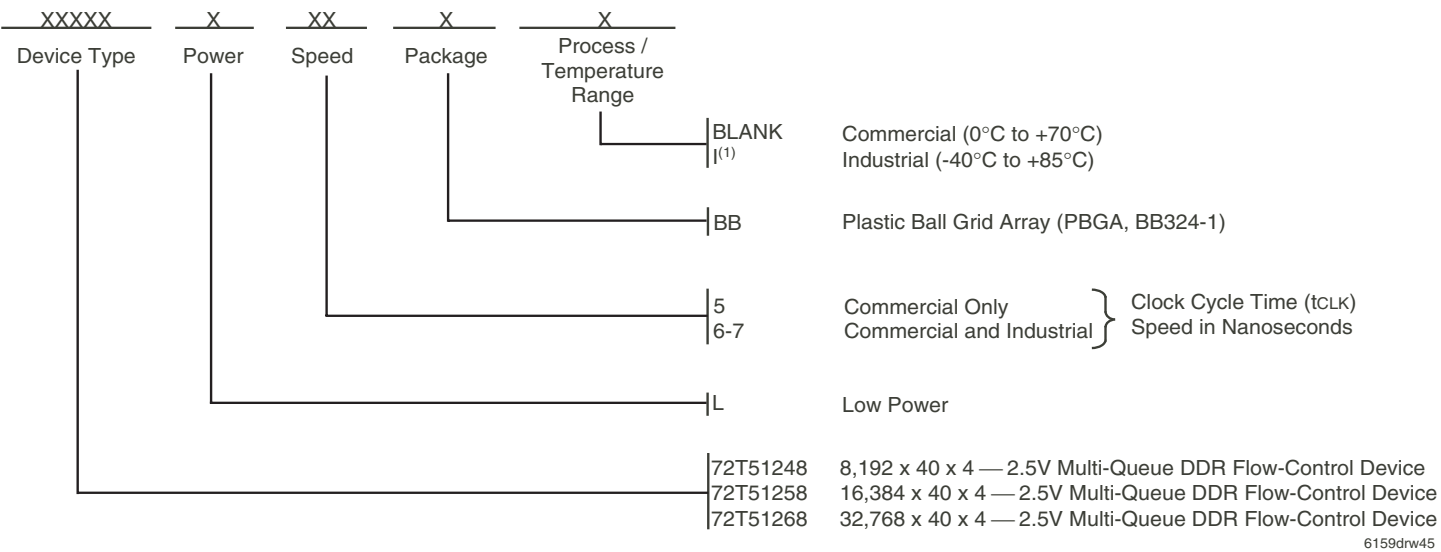 XXXXX X XX X X
Device Type Power Speed Package Process /
Temperature
Range
BLANK Commercial (0°C to +70°C)
I(1) Industrial (-40°C to +85°C)
BB Plastic Ball Grid Array (PBGA, BB324-1)
5 Commercial Only Clock Cycle Time (tCLK)
6-7 Commercial and Industrial Speed in Nanoseconds
L Low Power
72T51248 8,192 x 40 x 4 — 2.5V Multi-Queue DDR Flow-Control Device
72T51258 16,384 x 40 x 4 — 2.5V Multi-Queue DDR Flow-Control Device
72T51268 32,768 x 40 x 4 — 2.5V Multi-Queue DDR Flow-Control Device
6159drw45